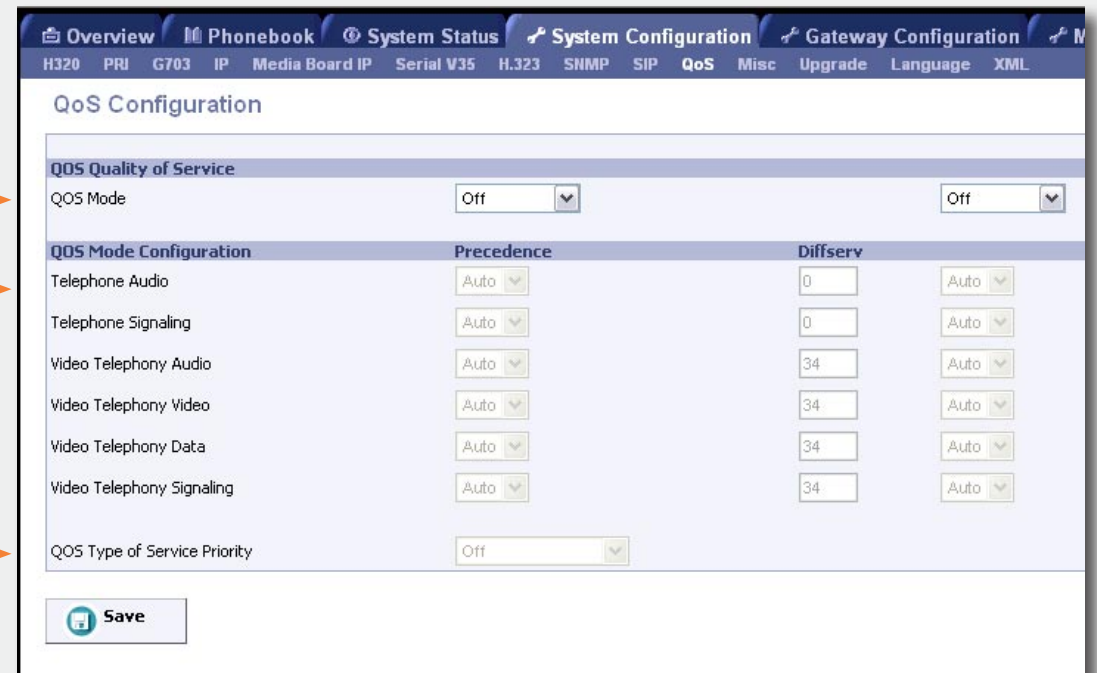 Overview Phonebook System Status System Configuration Gateway Configuration
H320 PRI G703 IP Media Board IP Serial V35 H.323 SNMP SIP QoS Misc Upgrade Language XML
QoS Configuration
QOS Quality of Service
QOS Mode Off Off
QOS Mode Configuration Precedence Diffserv
Telephone Audio Auto 0 Auto
Telephone Signaling Auto 0 Auto
Video Telephony Audio Auto 34 Auto
Video Telephony Video Auto 34 Auto
Video Telephony Data Auto 34 Auto
Video Telephony Signaling Auto 34 Auto
QOS Type of Service Priority Off
Save